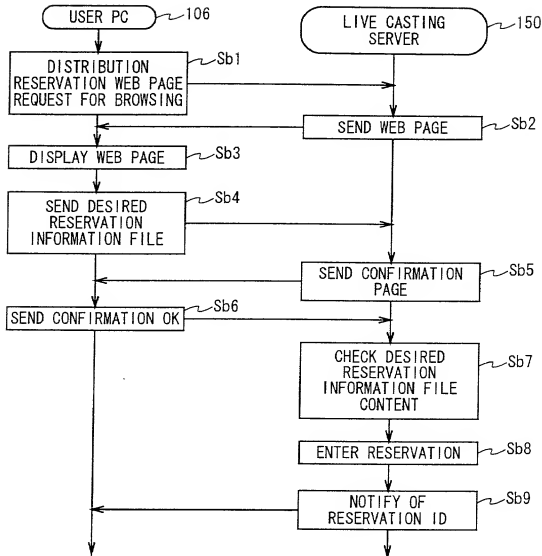 USER PC
106
LIVE CASTING
SERVER
150
DISTRIBUTION
RESERVATION WEB PAGE
REQUEST FOR BROWSING
Sb1
SEND WEB PAGE
Sb2
DISPLAY WEB PAGE
Sb3
SEND DESIRED
RESERVATION
INFORMATION FILE
Sb4
SEND CONFIRMATION
PAGE
Sb5
SEND CONFIRMATION OK
Sb6
CHECK DESIRED
RESERVATION
INFORMATION FILE
CONTENT
Sb7
ENTER RESERVATION
Sb8
NOTIFY OF
RESERVATION ID
Sb9